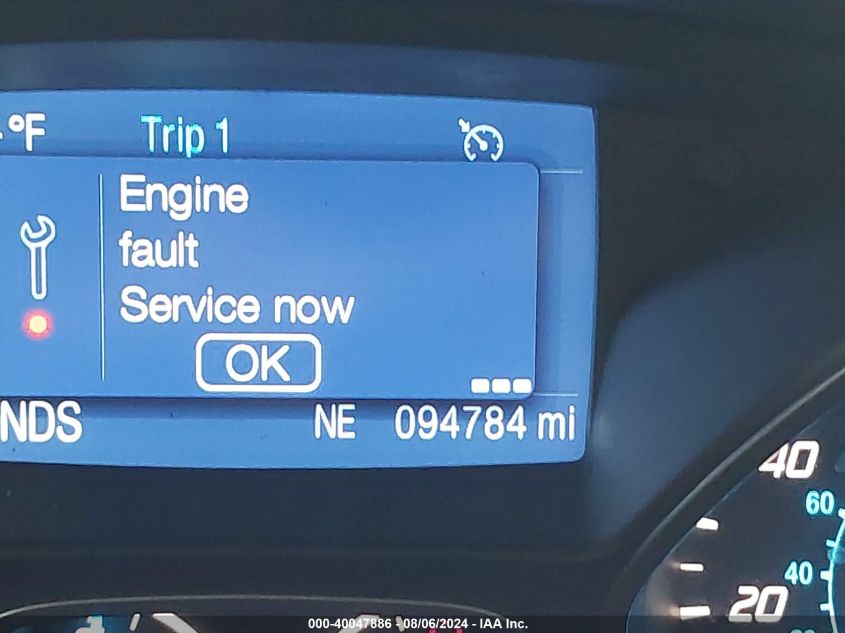 °F Trip 1
Engine
fault
Service now
OK
NDS NE 094784 mi
40
60
40
20
000-40047886 - 08/06/2024 - IAA Inc.